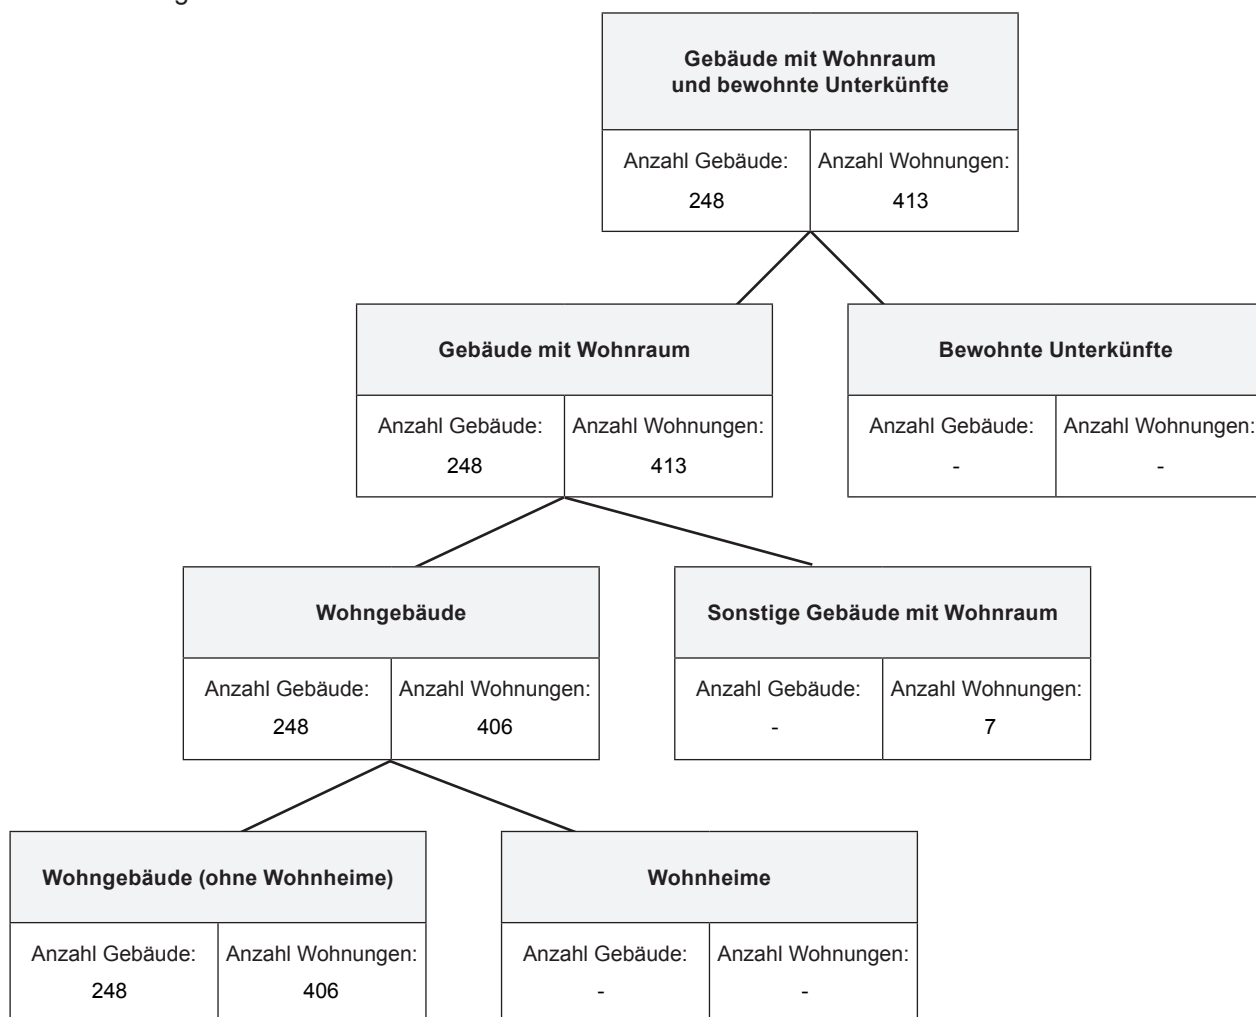 Gebäude mit Wohnraum
und bewohnte Unterkünfte
Anzahl Gebäude: Anzahl Wohnungen:
248 413
Gebäude mit Wohnraum
Anzahl Gebäude: Anzahl Wohnungen:
248 413
Bewohnte Unterkünfte
Anzahl Gebäude: Anzahl Wohnungen:
- -
Wohngebäude
Anzahl Gebäude: Anzahl Wohnungen:
248 406
Sonstige Gebäude mit Wohnraum
Anzahl Gebäude: Anzahl Wohnungen:
- 7
Wohngebäude (ohne Wohnheime)
Anzahl Gebäude: Anzahl Wohnungen:
248 406
Wohnheime
Anzahl Gebäude: Anzahl Wohnungen:
- -